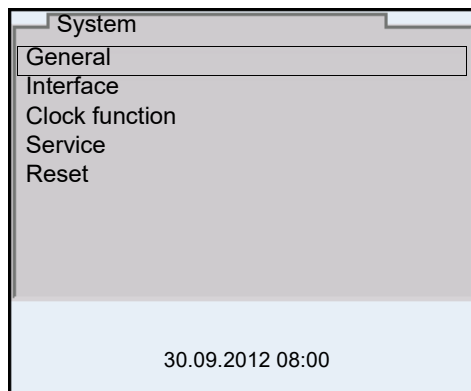 System
General
Interface
Clock function
Service
Reset
30.09.2012 08:00